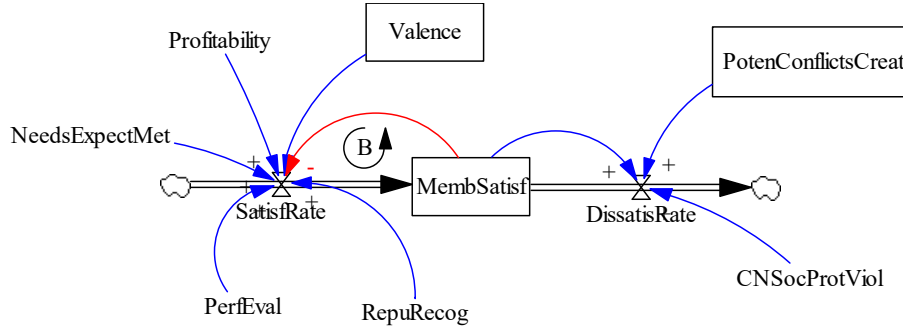 Profitability
Valence
PotenConflictsCreat
NeedsExpectMet
B
+
-
+
+
+
MembSatisf
+
SatisfRate
+
+
DissatisRate
+
CNSocProtViol
PerfEval
RepuRecog